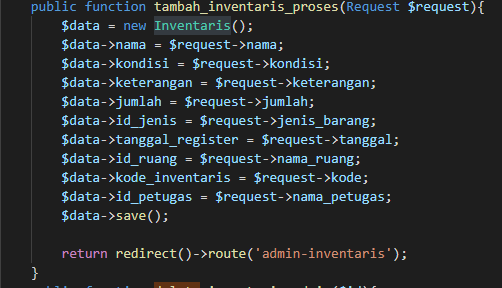 public function tambah_inventaris_proses(Request $request){
$data = new Inventaris();
$data->nama = $request->nama;
$data->kondisi = $request->kondisi;
$data->keterangan = $request->keterangan;
$data->jumlah = $request->jumlah;
$data->id_jenis = $request->jenis_barang;
$data->tanggal_register = $request->tanggal;
$data->id_ruang = $request->nama_ruang;
$data->kode_inventaris = $request->kode;
$data->id_petugas = $request->nama_petugas;
$data->save();
return redirect()->route('admin-inventaris');
}
public function